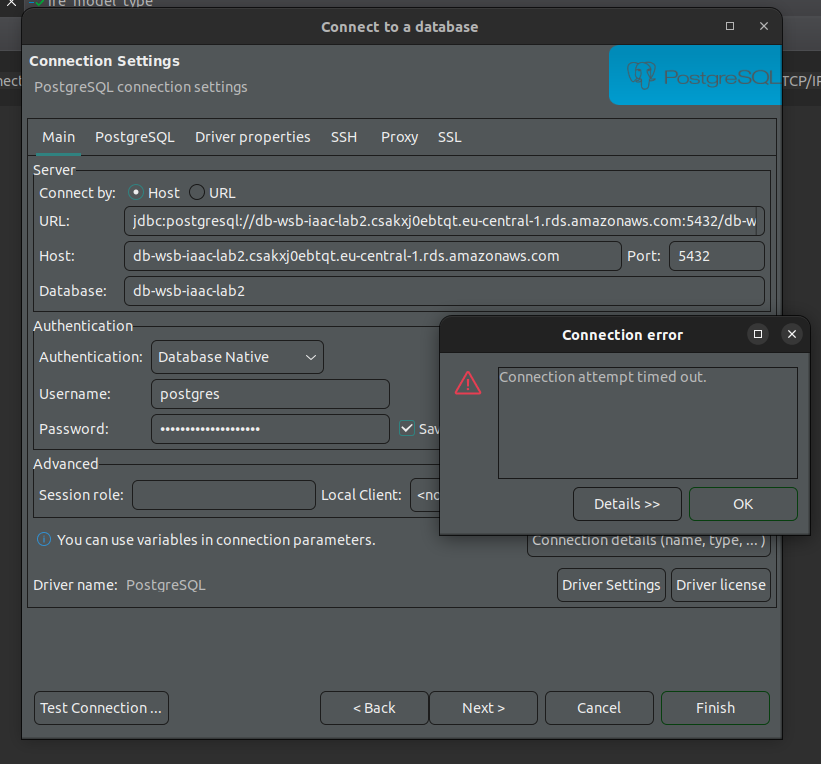 Connect to a database
Connection Settings
PostgreSQL connection settings
PostgreSQL
TCP/IP
Main PostgreSQL Driver properties SSH Proxy SSL
Server
Connect by: Host URL
URL: jdbc:postgresql://db-wsb-iaac-lab2.csakxj0ebtqt.eu-central-1.rds.amazonaws.com:5432/db-w
Host: db-wsb-iaac-lab2.csakxj0ebtqt.eu-central-1.rds.amazonaws.com Port: 5432
Database: db-wsb-iaac-lab2
Authentication
Authentication: Database Native
Username: postgres
Password: ••••••••••••••••••••
Sav
Advanced
Session role: Local Client: <no
Connection error
Connection attempt timed out.
Details >> OK
You can use variables in connection parameters.
Connection details (name, type, ... )
Driver name: PostgreSQL
Driver Settings Driver license
Test Connection ... < Back Next > Cancel Finish